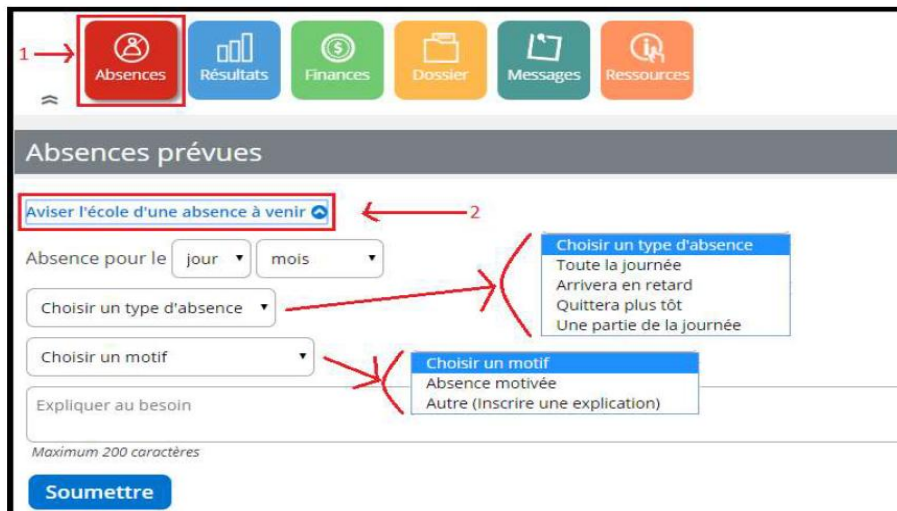 1
Absences Résultats Finances Dossier Messages Ressources
Absences prévues
Aviser l'école d'une absence à venir
2
Absence pour le jour mois
Choisir un type d'absence
Choisir un type d'absence
Toute la journée
Arrivera en retard
Quittera plus tôt
Une partie de la journée
Choisir un motif
Choisir un motif
Absence motivée
Autre (Inscrire une explication)
Expliquer au besoin
Maximum 200 caractères
Soumettre